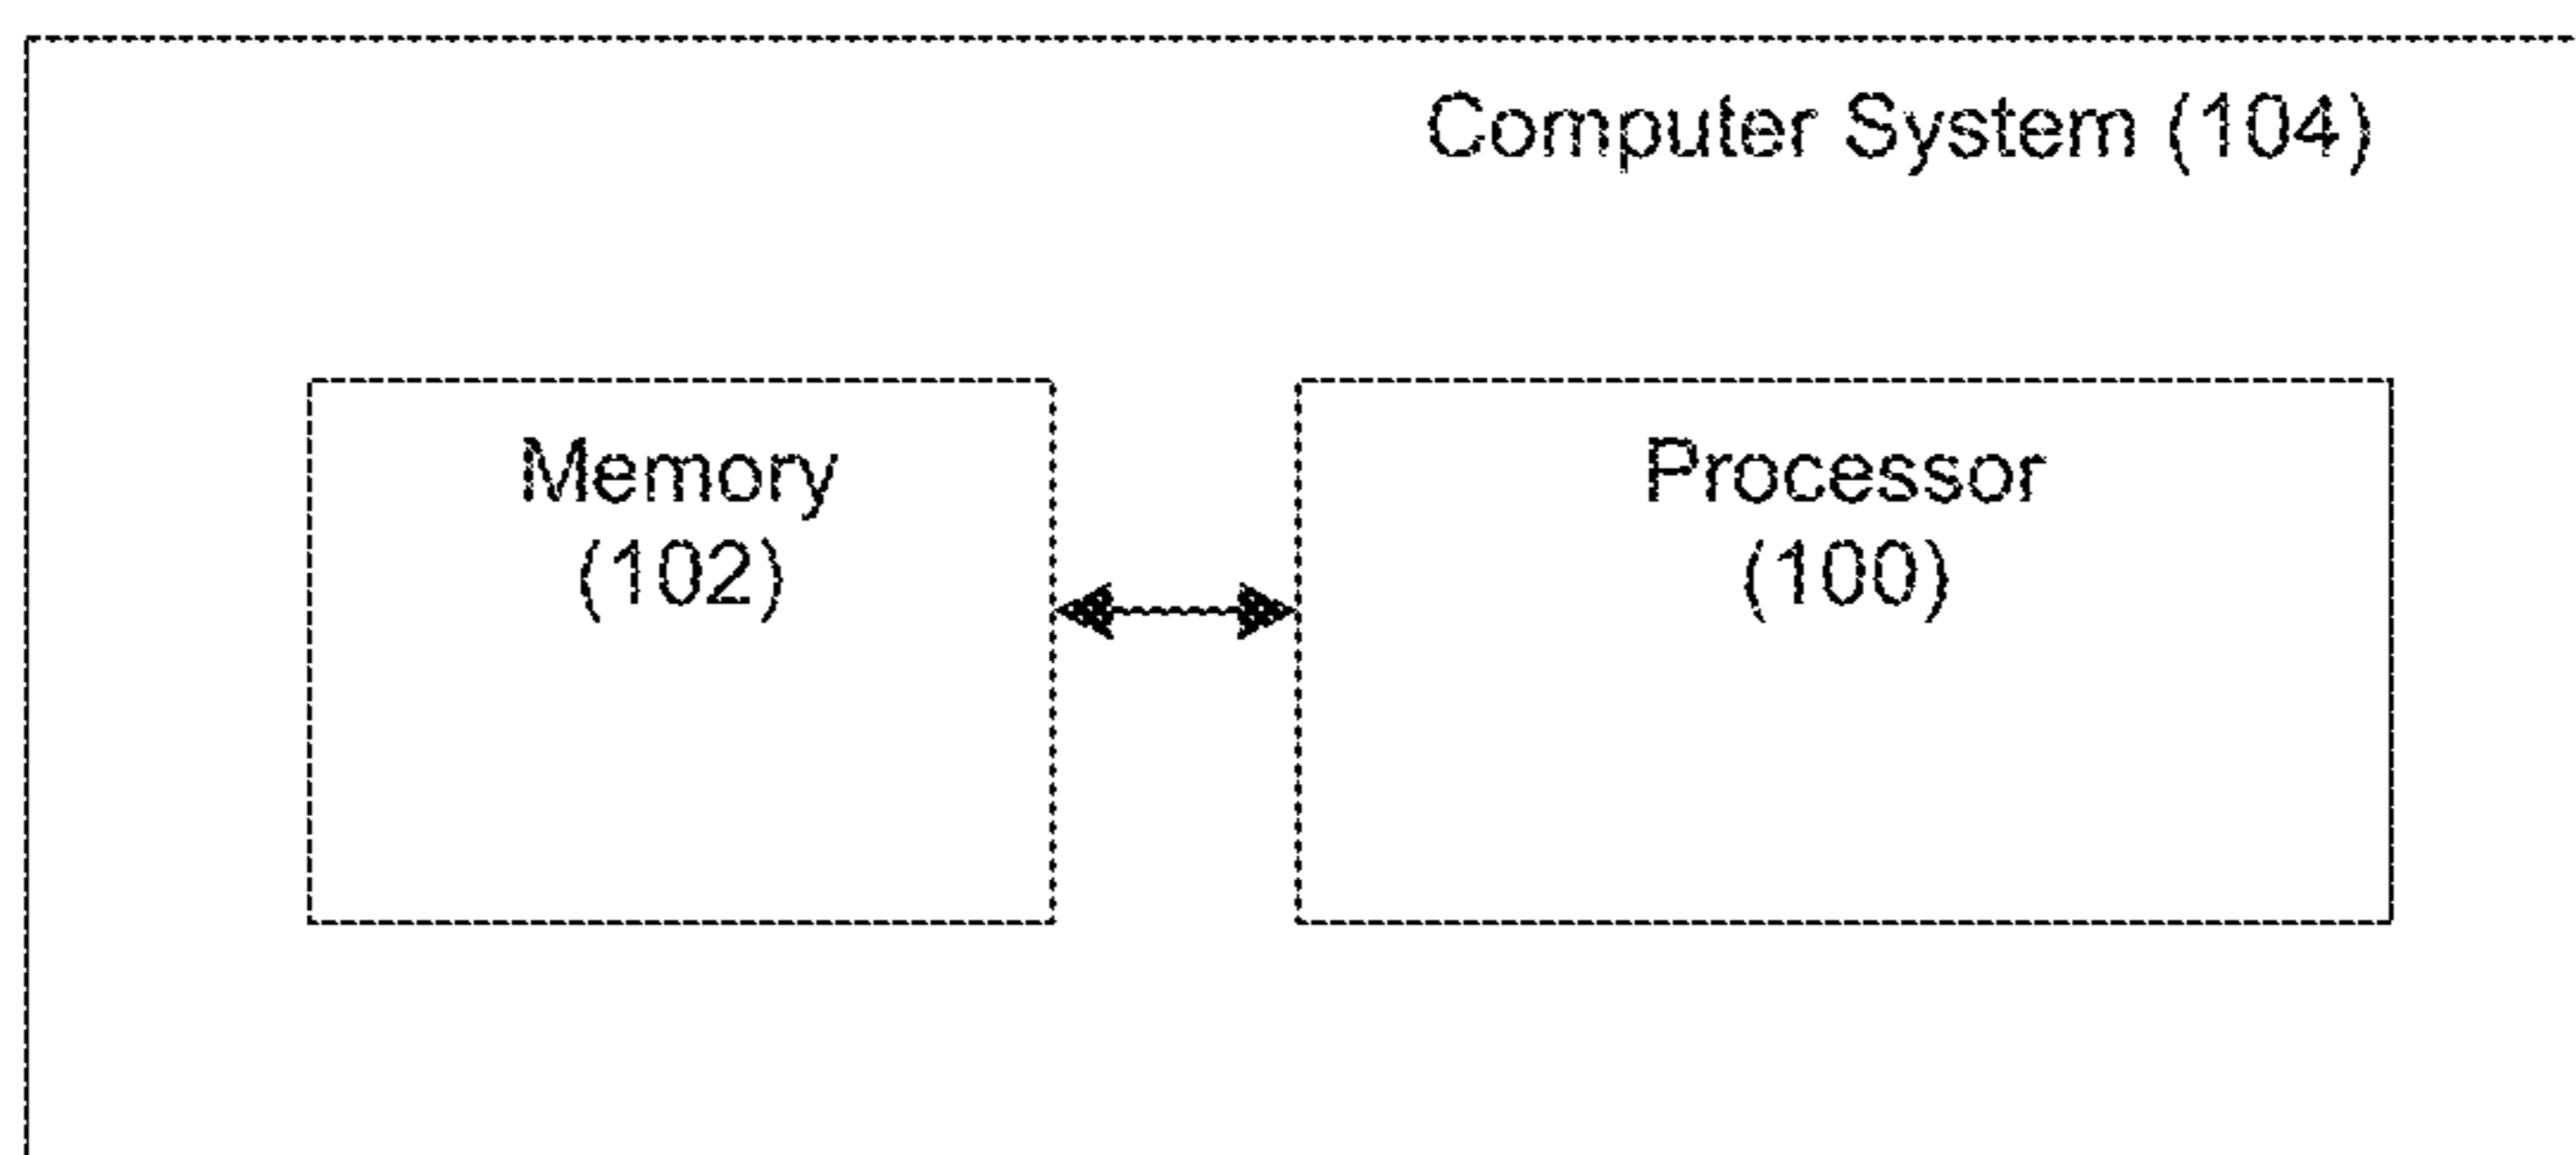 Computer System (104)
Memory
(102)
Processor
(100)